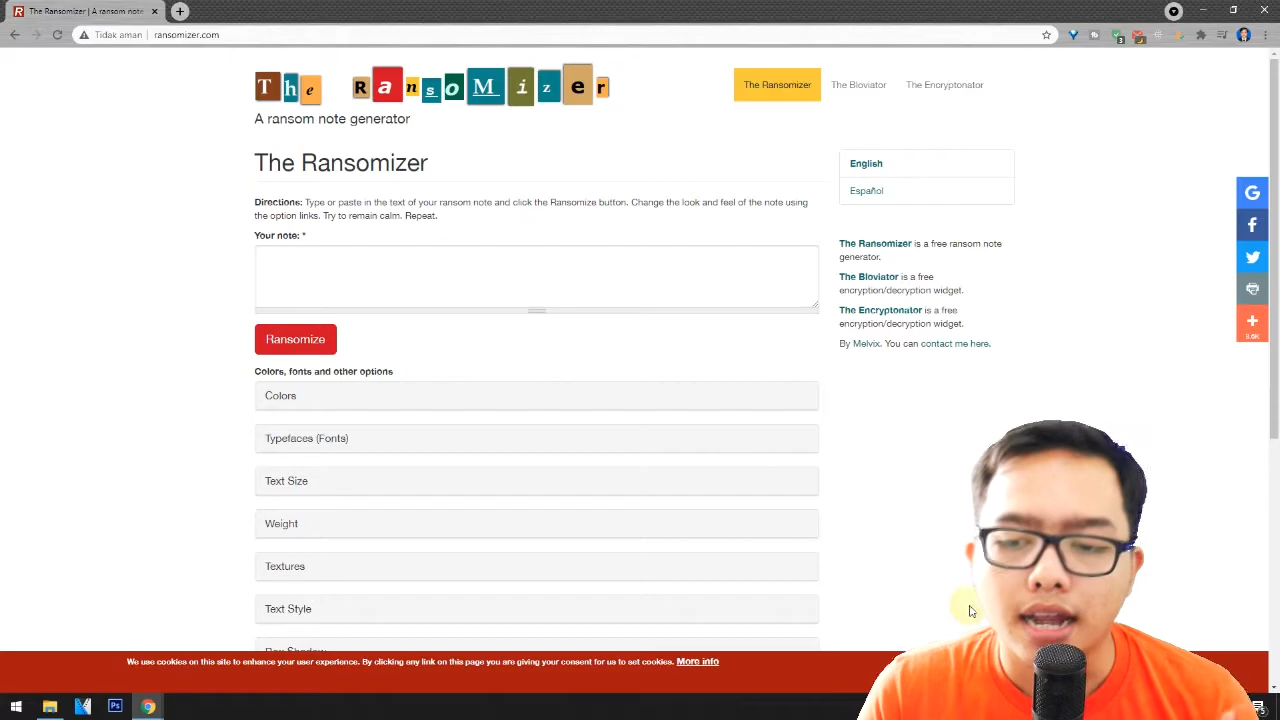 The Ransomizer | A ransom note
Tidak aman | ransomizer.com
The RansoMizer
A ransom note generator
The Ransomizer
The Bloviator
The Encryptonator
The Ransomizer
English
Español
Directions: Type or paste in the text of your ransom note and click the Ransomize button. Change the look and feel of the note using
the option links. Try to remain calm. Repeat.
Your note: *
The Ransomizer is a free ransom note
generator.
The Bloviator is a free
encryption/decryption widget.
The Encryptonator is a free
encryption/decryption widget.
By Melvix. You can contact me here.
Ransomize
Colors, fonts and other options
Colors
Typefaces (Fonts)
Text Size
Weight
Textures
Text Style
We use cookies on this site to enhance your user experience. By clicking any link on this page you are giving your consent for us to set cookies. More info